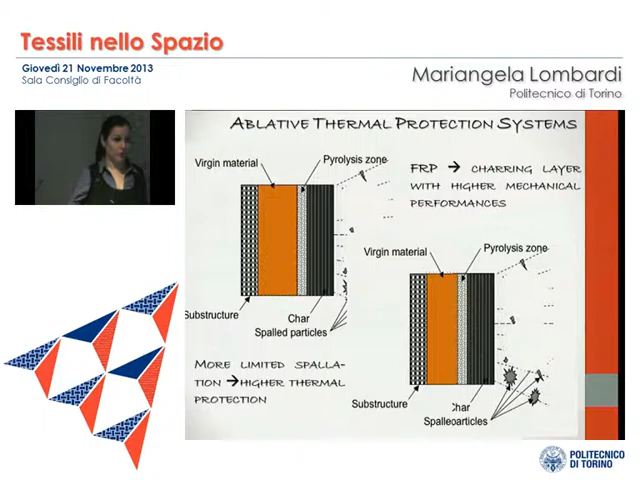 Tessili nello Spazio
Giovedì 21 Novembre 2013
Sala Consiglio di Facoltà
Mariangela Lombardi
Politecnico di Torino
ABLATIVE THERMAL PROTECTION SYSTEMS
Virgin material
Pyrolysis zone
FRP → CHARRING LAYER
WITH HIGHER MECHANICAL
PERFORMANCES
Substructure
Char
Spalled particles
Virgin material
Pyrolysis zone
MORE LIMITED SPALLA-
TION → HIGHER THERMAL
PROTECTION
Substructure
Char
Spallearticles
POLITECNICO
DI TORINO